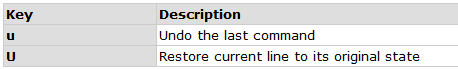 Key Description
u Undo the last command
U Restore current line to its original state